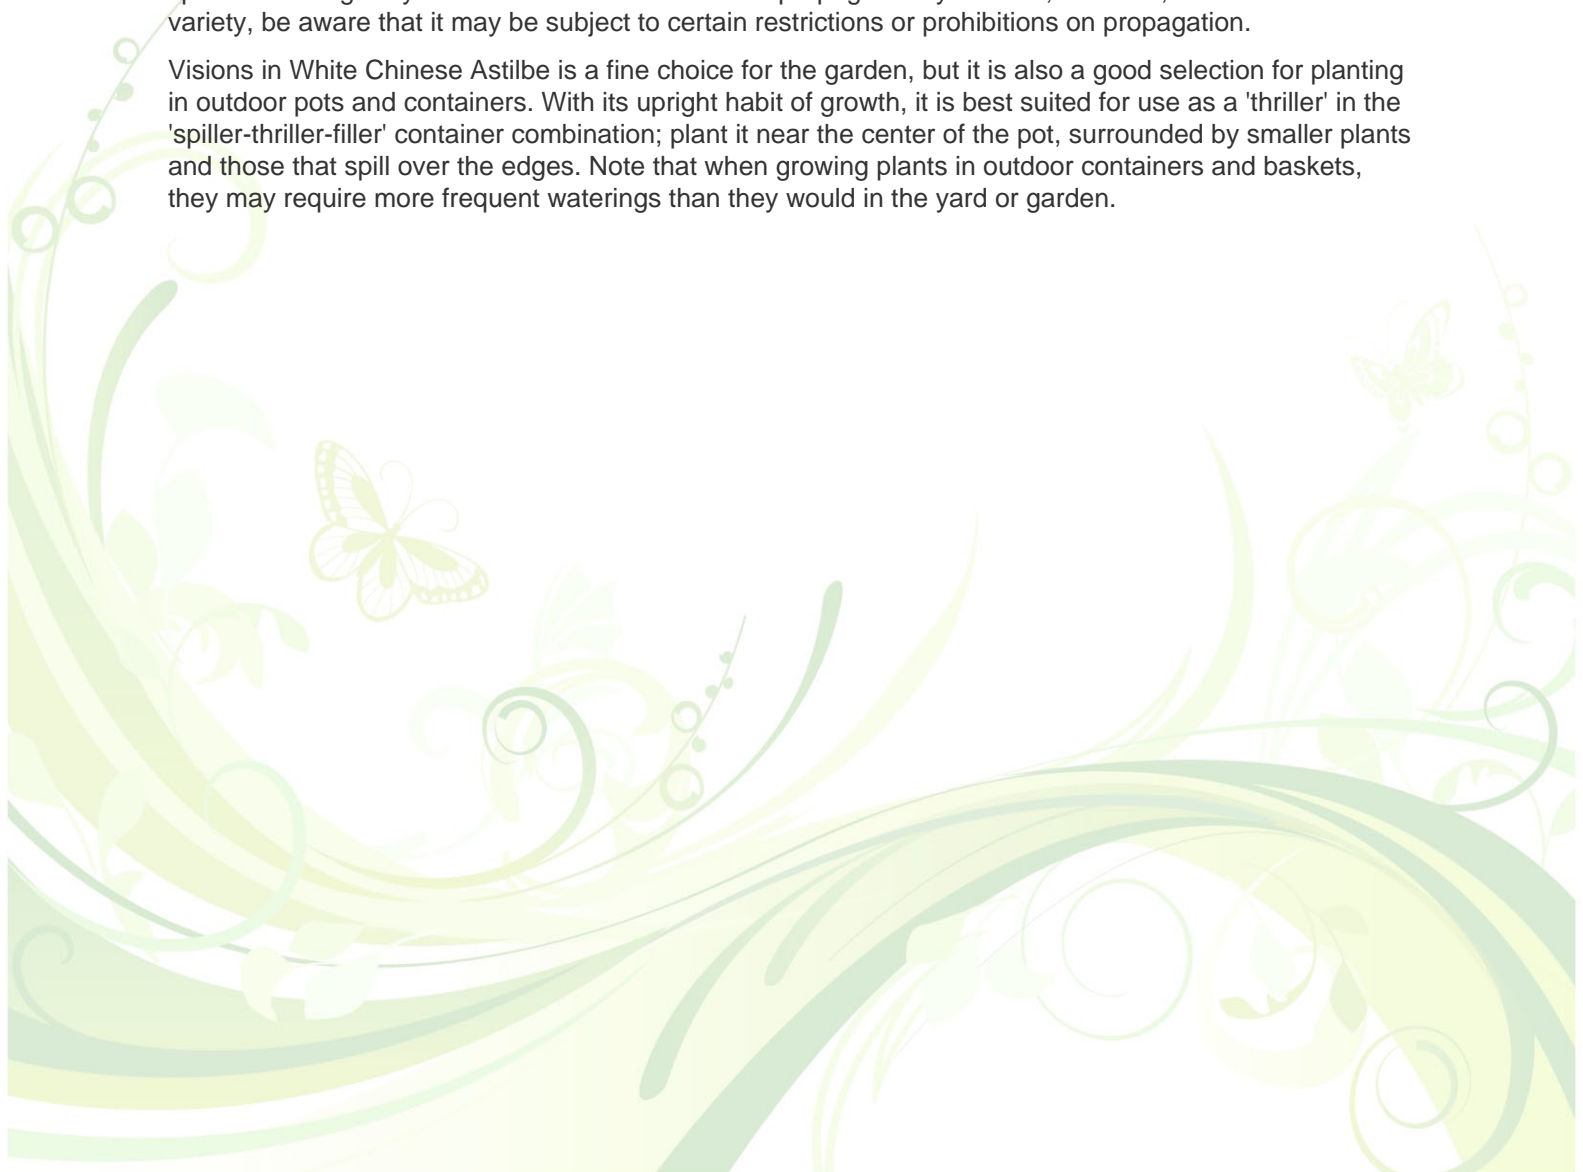 variety, be aware that it may be subject to certain restrictions or prohibitions on propagation.
Visions in White Chinese Astilbe is a fine choice for the garden, but it is also a good selection for planting
in outdoor pots and containers. With its upright habit of growth, it is best suited for use as a 'thriller' in the
'spiller-thriller-filler' container combination; plant it near the center of the pot, surrounded by smaller plants
and those that spill over the edges. Note that when growing plants in outdoor containers and baskets,
they may require more frequent waterings than they would in the yard or garden.